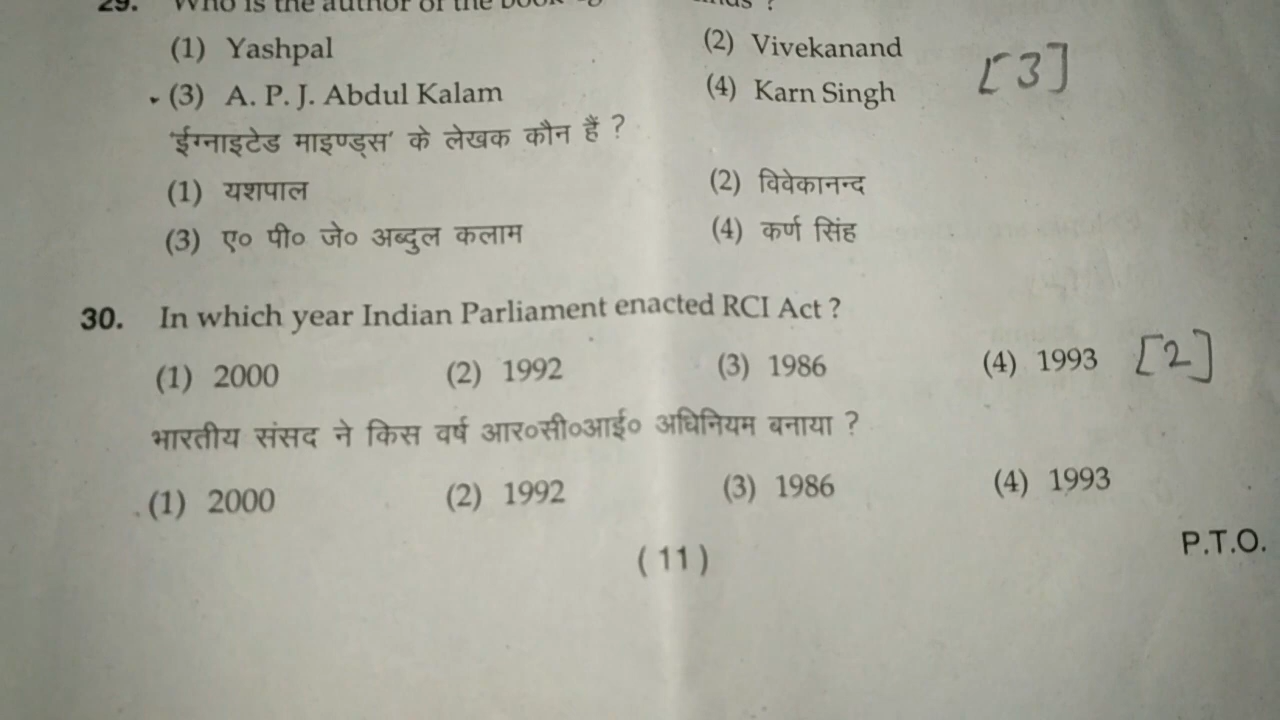 29. Who is the author of the book
(1) Yashpal (2) Vivekanand
(3) A. P. J. Abdul Kalam (4) Karn Singh [3]
'ईग्नाइटेड माइण्ड्स' के लेखक कौन हैं ?
(1) यशपाल (2) विवेकानन्द
(3) ए० पी० जे० अब्दुल कलाम (4) कर्ण सिंह
30. In which year Indian Parliament enacted RCI Act ?
(1) 2000 (2) 1992 (3) 1986 (4) 1993 [2]
भारतीय संसद ने किस वर्ष आर०सी०आई० अधिनियम बनाया ?
(1) 2000 (2) 1992 (3) 1986 (4) 1993
( 11 )
P.T.O.